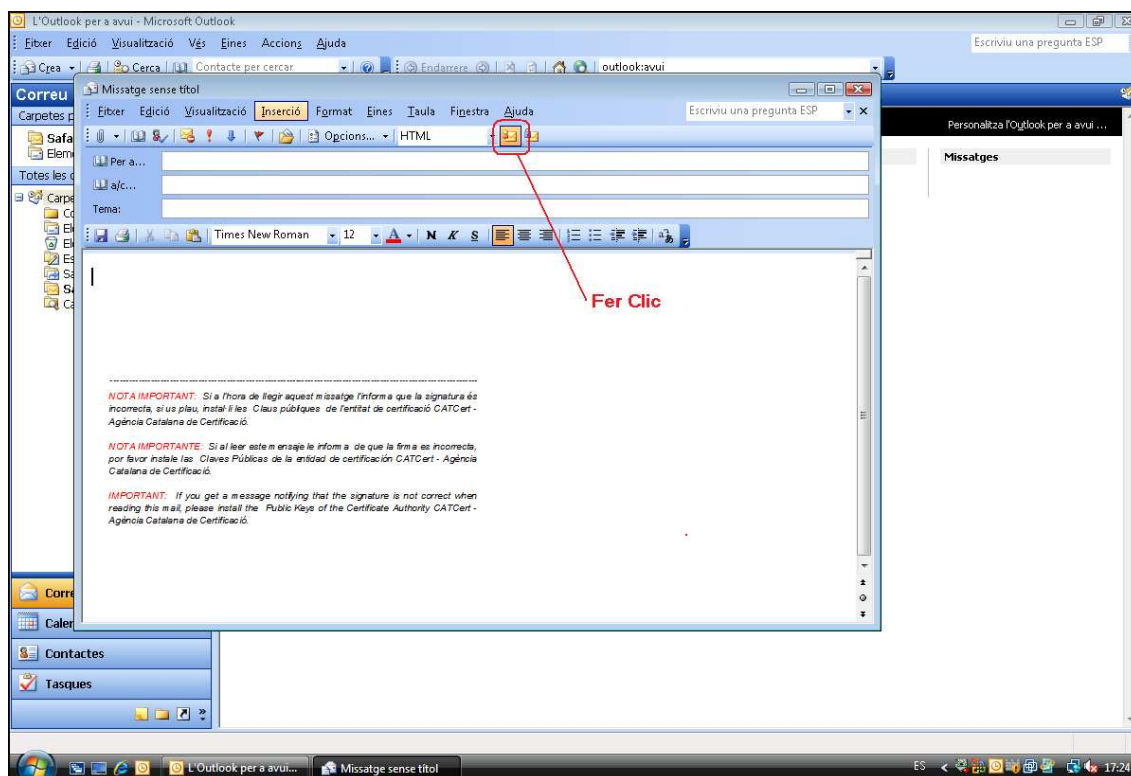 L'Outlook per a avui - Microsoft Outlook
Fitxer Edició Visualització Vés Eines Accions Ajuda
Escriviu una pregunta ESP
Crea Cerca Contacte per cercar Endarrere outlook:avui
Correu
Missatge sense títol
Carpetes p
Fitxer Edició Visualització Inserció Format Eines Taula Finestra Ajuda
Escriviu una pregunta ESP
Personalitza l'Outlook per a avui ...
Safa
Opcions... HTML
Elem
Per a...
Missatges
Totes les c
a/c...
Carpe
Tema:
Times New Roman 12 A N K S
Fer Clic
NOTA IMPORTANT: Si a l'hora de llegir aquest missatge l'informa que la signatura és
incorrecta, si us plau, instal·li les Claus públiques de l'entitat de certificació CATCert -
Agència Catalana de Certificació.
NOTA IMPORTANTE: Si al leer este mensaje le informa de que la firma es incorrecta,
por favor instale las Claves Públicas de la entidad de certificación CATCert - Agència
Catalana de Certificació.
IMPORTANT: If you get a message notifying that the signature is not correct when
reading this mail, please install the Public Keys of the Certificate Authority CATCert -
Agència Catalana de Certificació.
Corre
Caler
Contactes
Tasques
L'Outlook per a avui... Missatge sense títol ES 17:24